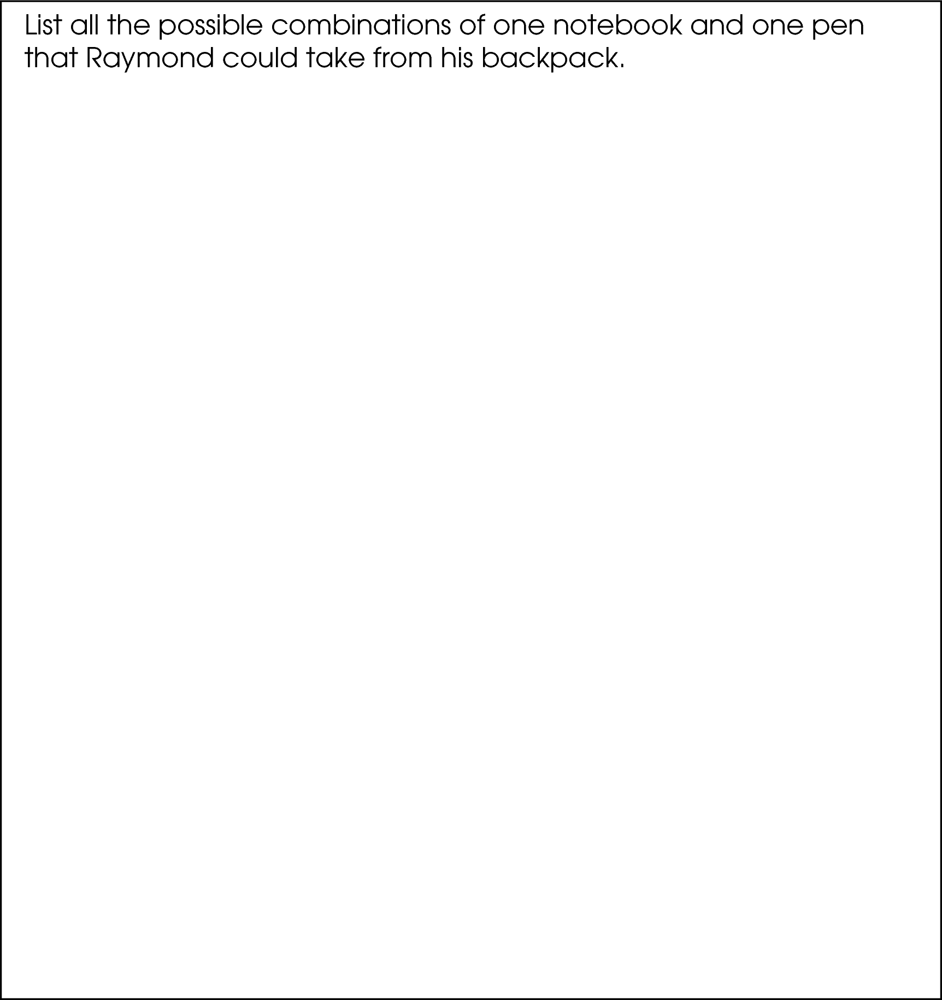 List all the possible combinations of one notebook and one pen
that Raymond could take from his backpack.